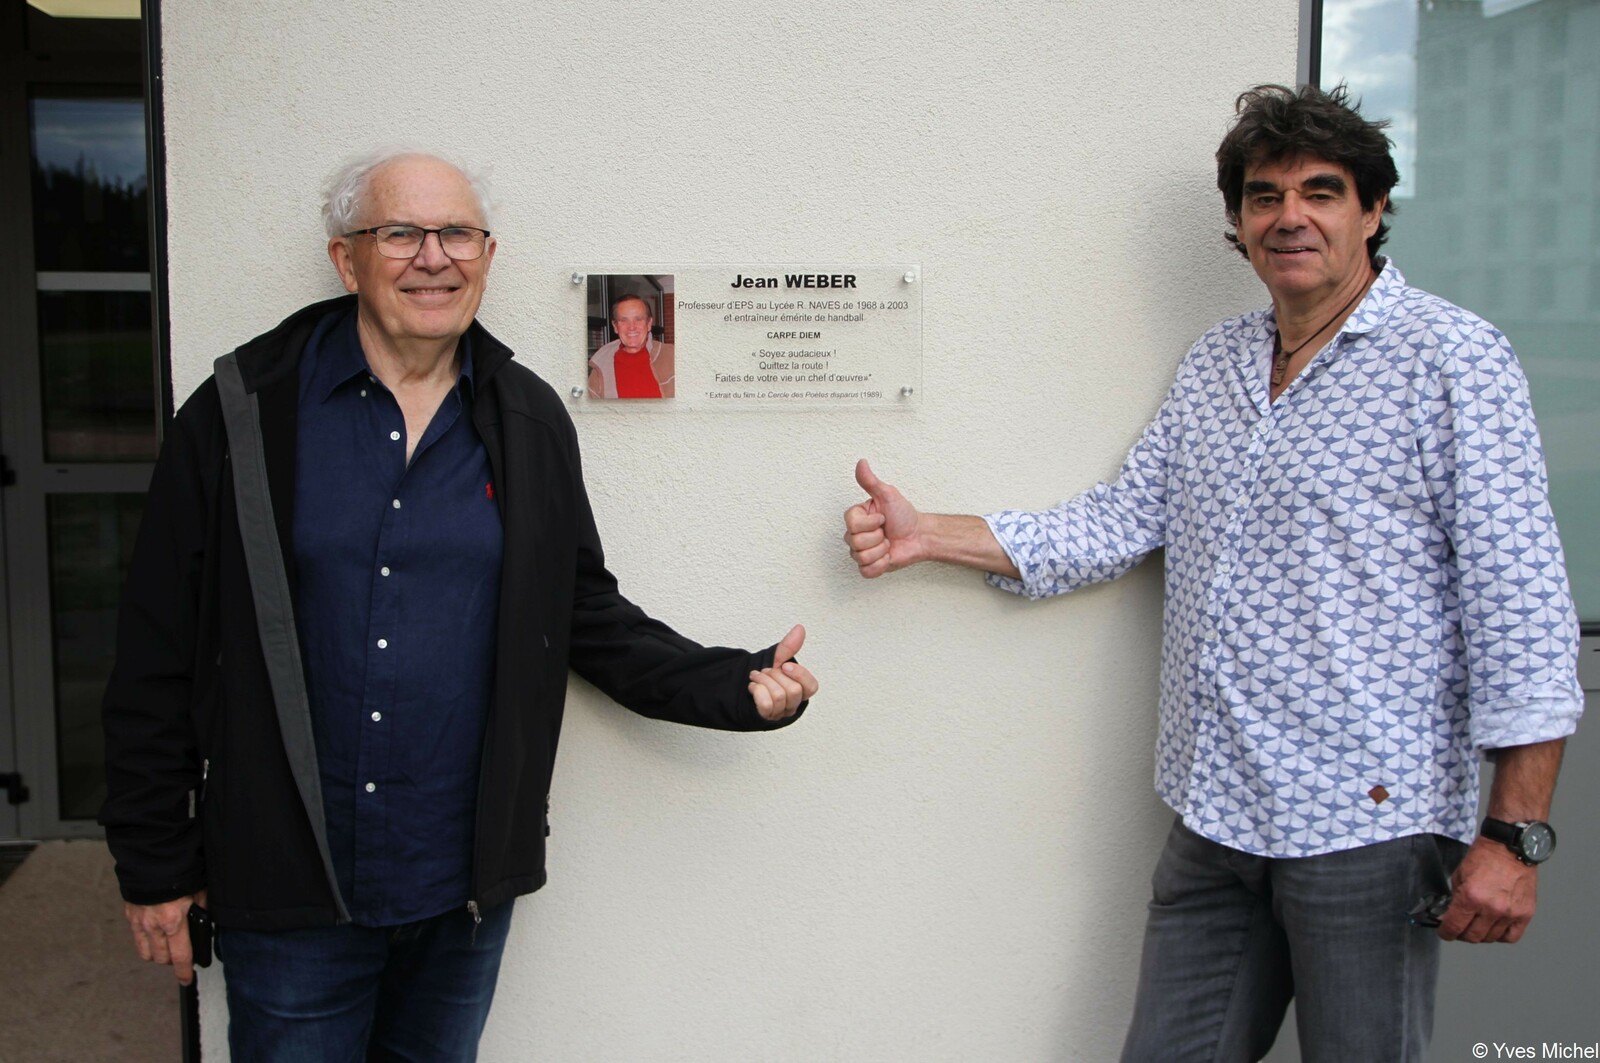 Jean WEBER
Professeur d'EPS au Lycée R. NAVES de 1968 à 2003
et entraîneur émérite de handball
CARPE DIEM
« Soyez audacieux !
Quittez la route !
Faites de votre vie un chef d'œuvre»*
* Extrait du film Le Cercle des Poètes disparus (1989)
© Yves Michel